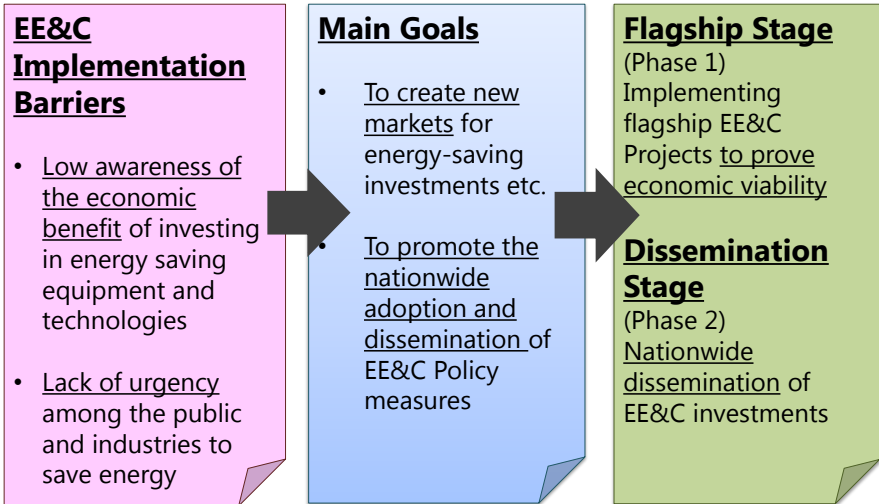 EE&C
Implementation
Barriers
• Low awareness of
the economic
benefit of investing
in energy saving
equipment and
technologies
• Lack of urgency
among the public
and industries to
save energy
Main Goals
• To create new
markets for
energy-saving
investments etc.
• To promote the
nationwide
adoption and
dissemination of
EE&C Policy
measures
Flagship Stage
(Phase 1)
Implementing
flagship EE&C
Projects to prove
economic viability
Dissemination
Stage
(Phase 2)
Nationwide
dissemination of
EE&C investments